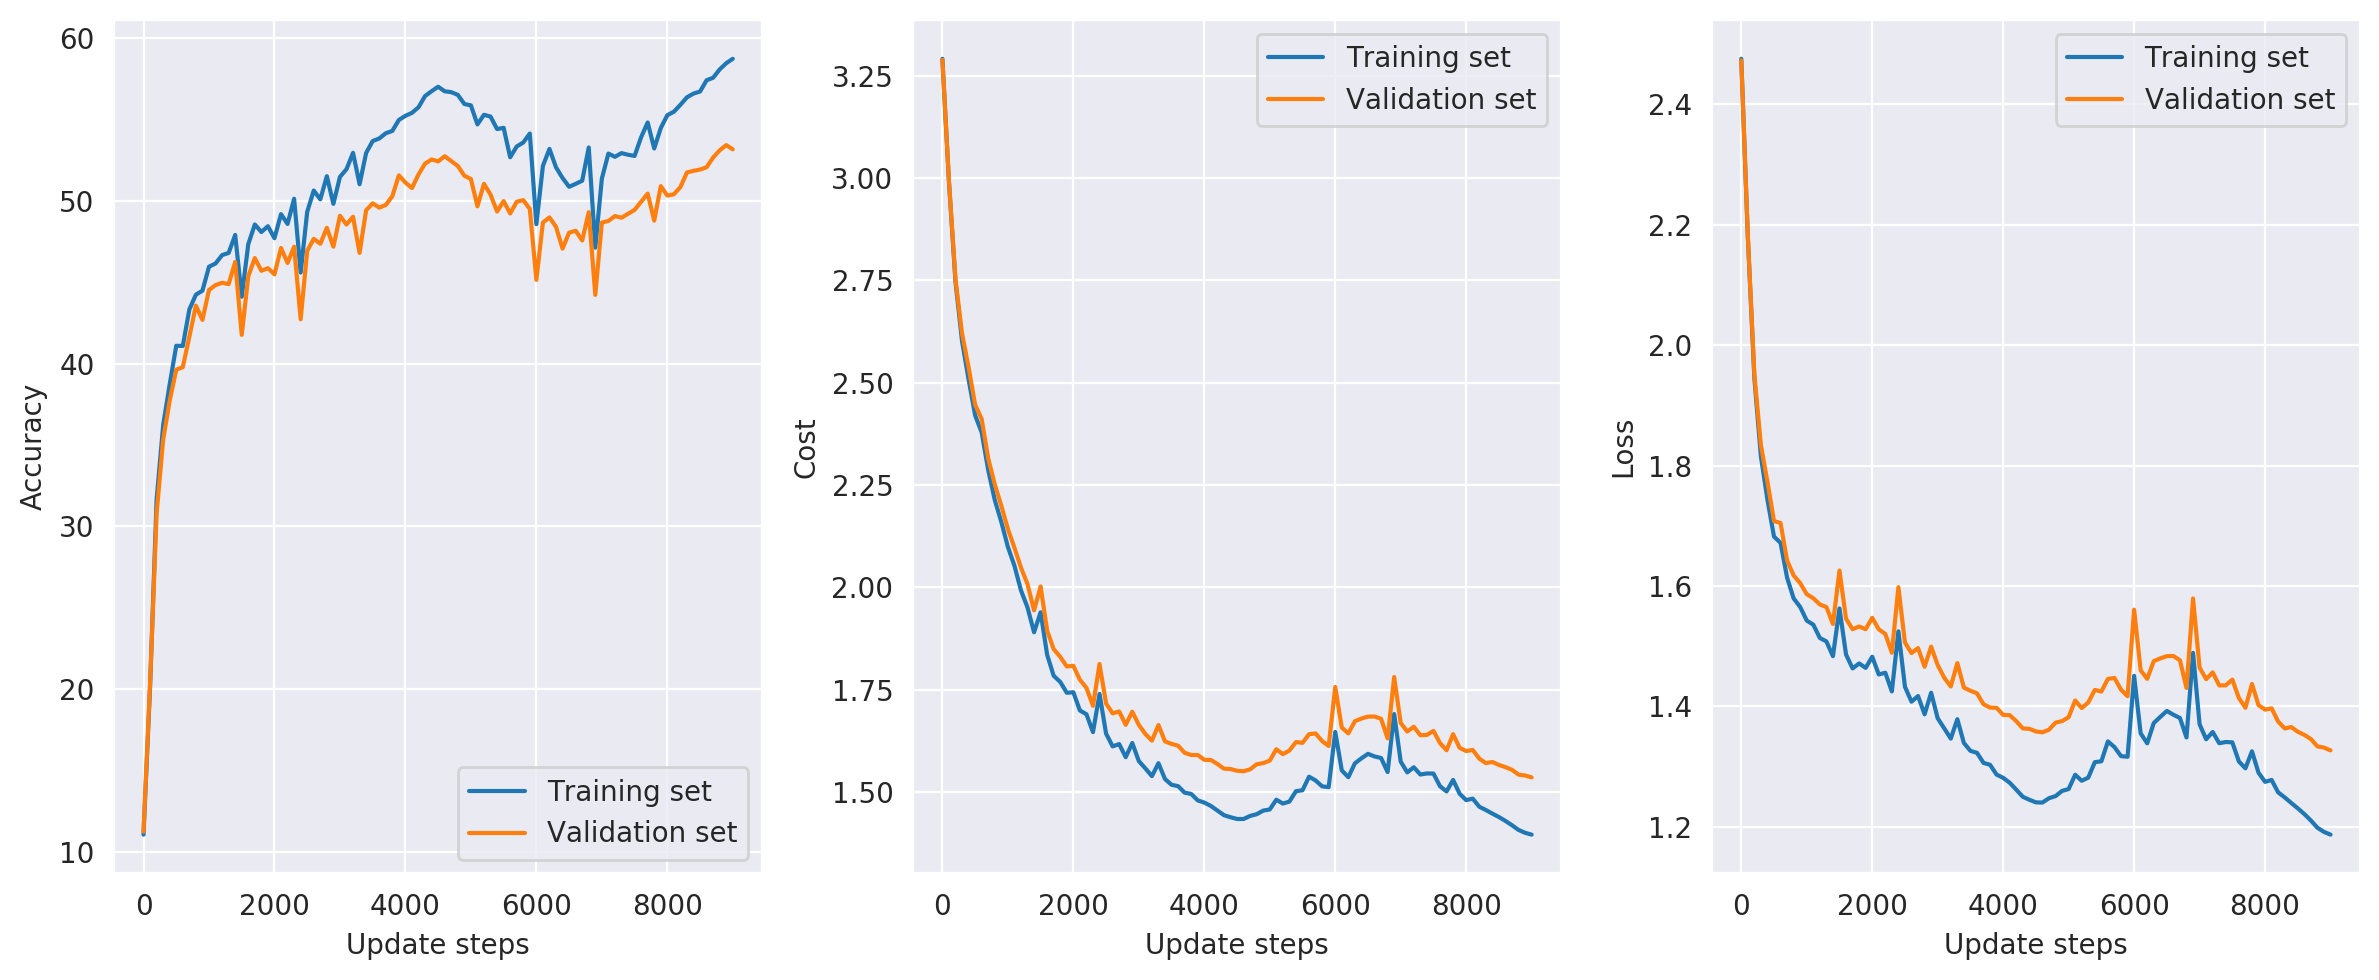 Accuracy
60
50
40
30
20
10
0 2000 4000 6000 8000
Update steps
Training set
Validation set
Cost
3.25
3.00
2.75
2.50
2.25
2.00
1.75
1.50
0 2000 4000 6000 8000
Update steps
Training set
Validation set
Loss
2.4
2.2
2.0
1.8
1.6
1.4
1.2
0 2000 4000 6000 8000
Update steps
Training set
Validation set